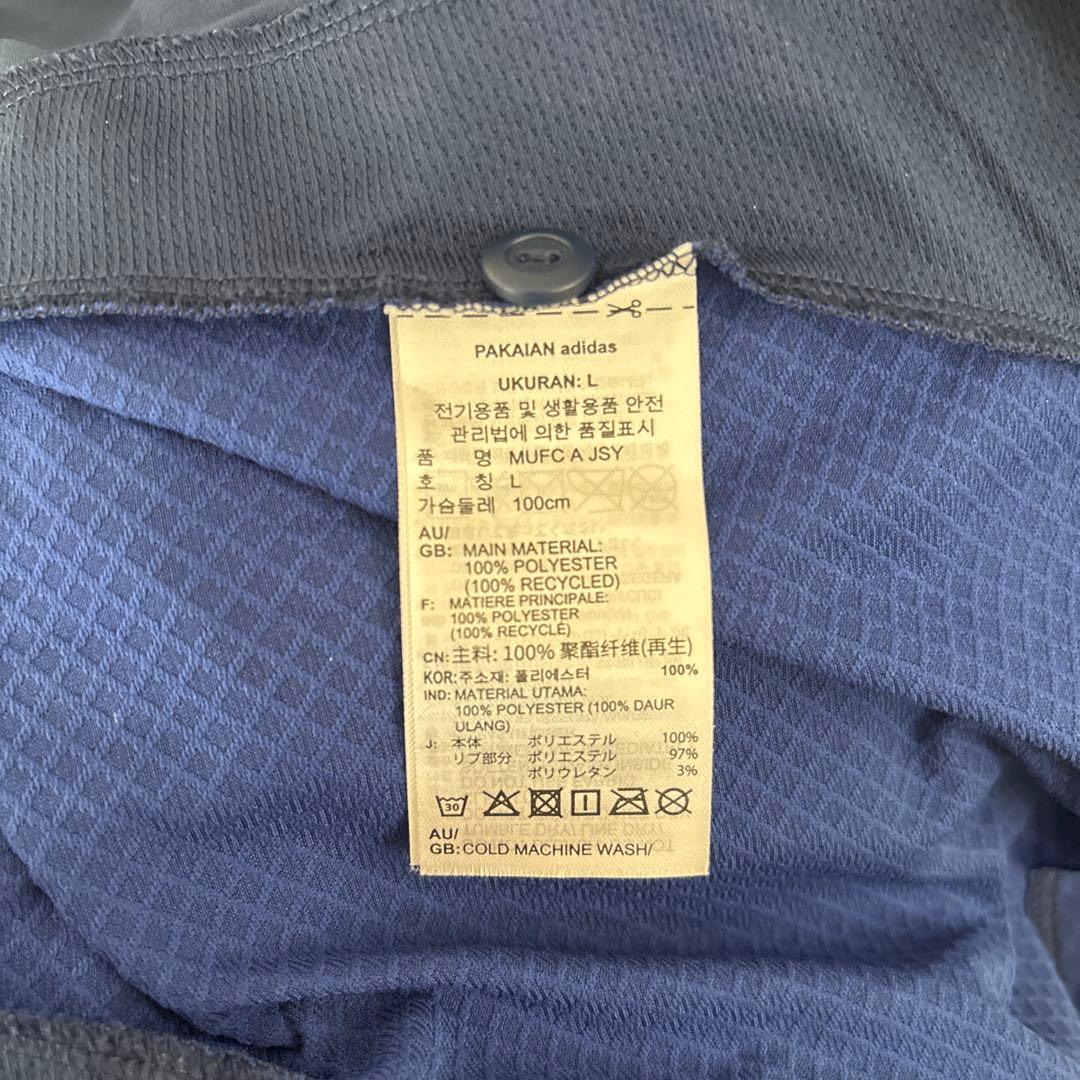 PAKAIAN adidas
UKURAN: L
전기용품 및 생활용품 안전
관리법에 의한 품질표시
품 명 MUFC A JSY
호 칭 L
가슴둘레 100cm
AU/
GB: MAIN MATERIAL:
100% POLYESTER
(100% RECYCLED)
F: MATIERE PRINCIPALE:
100% POLYESTER
(100% RECYCLÉ)
CN: 主料: 100% 聚酯纤维(再生)
KOR: 주소재: 폴리에스터 100%
IND: MATERIAL UTAMA:
100% POLYESTER (100% DAUR
ULANG)
J: 本体 ポリエステル 100%
リブ部分 ポリエステル 97%
ポリウレタン 3%
30
AU/
GB: COLD MACHINE WASH/